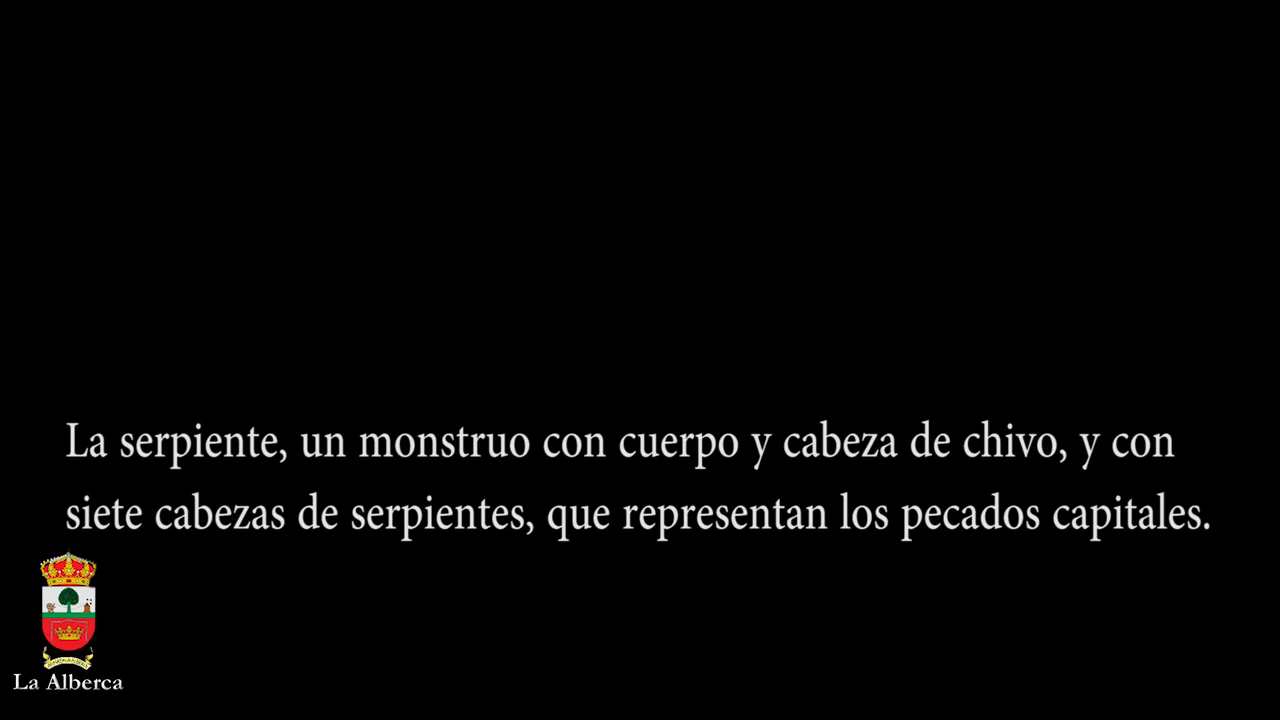 La serpiente, un monstruo con cuerpo y cabeza de chivo, y con
siete cabezas de serpientes, que representan los pecados capitales.
La Alberca